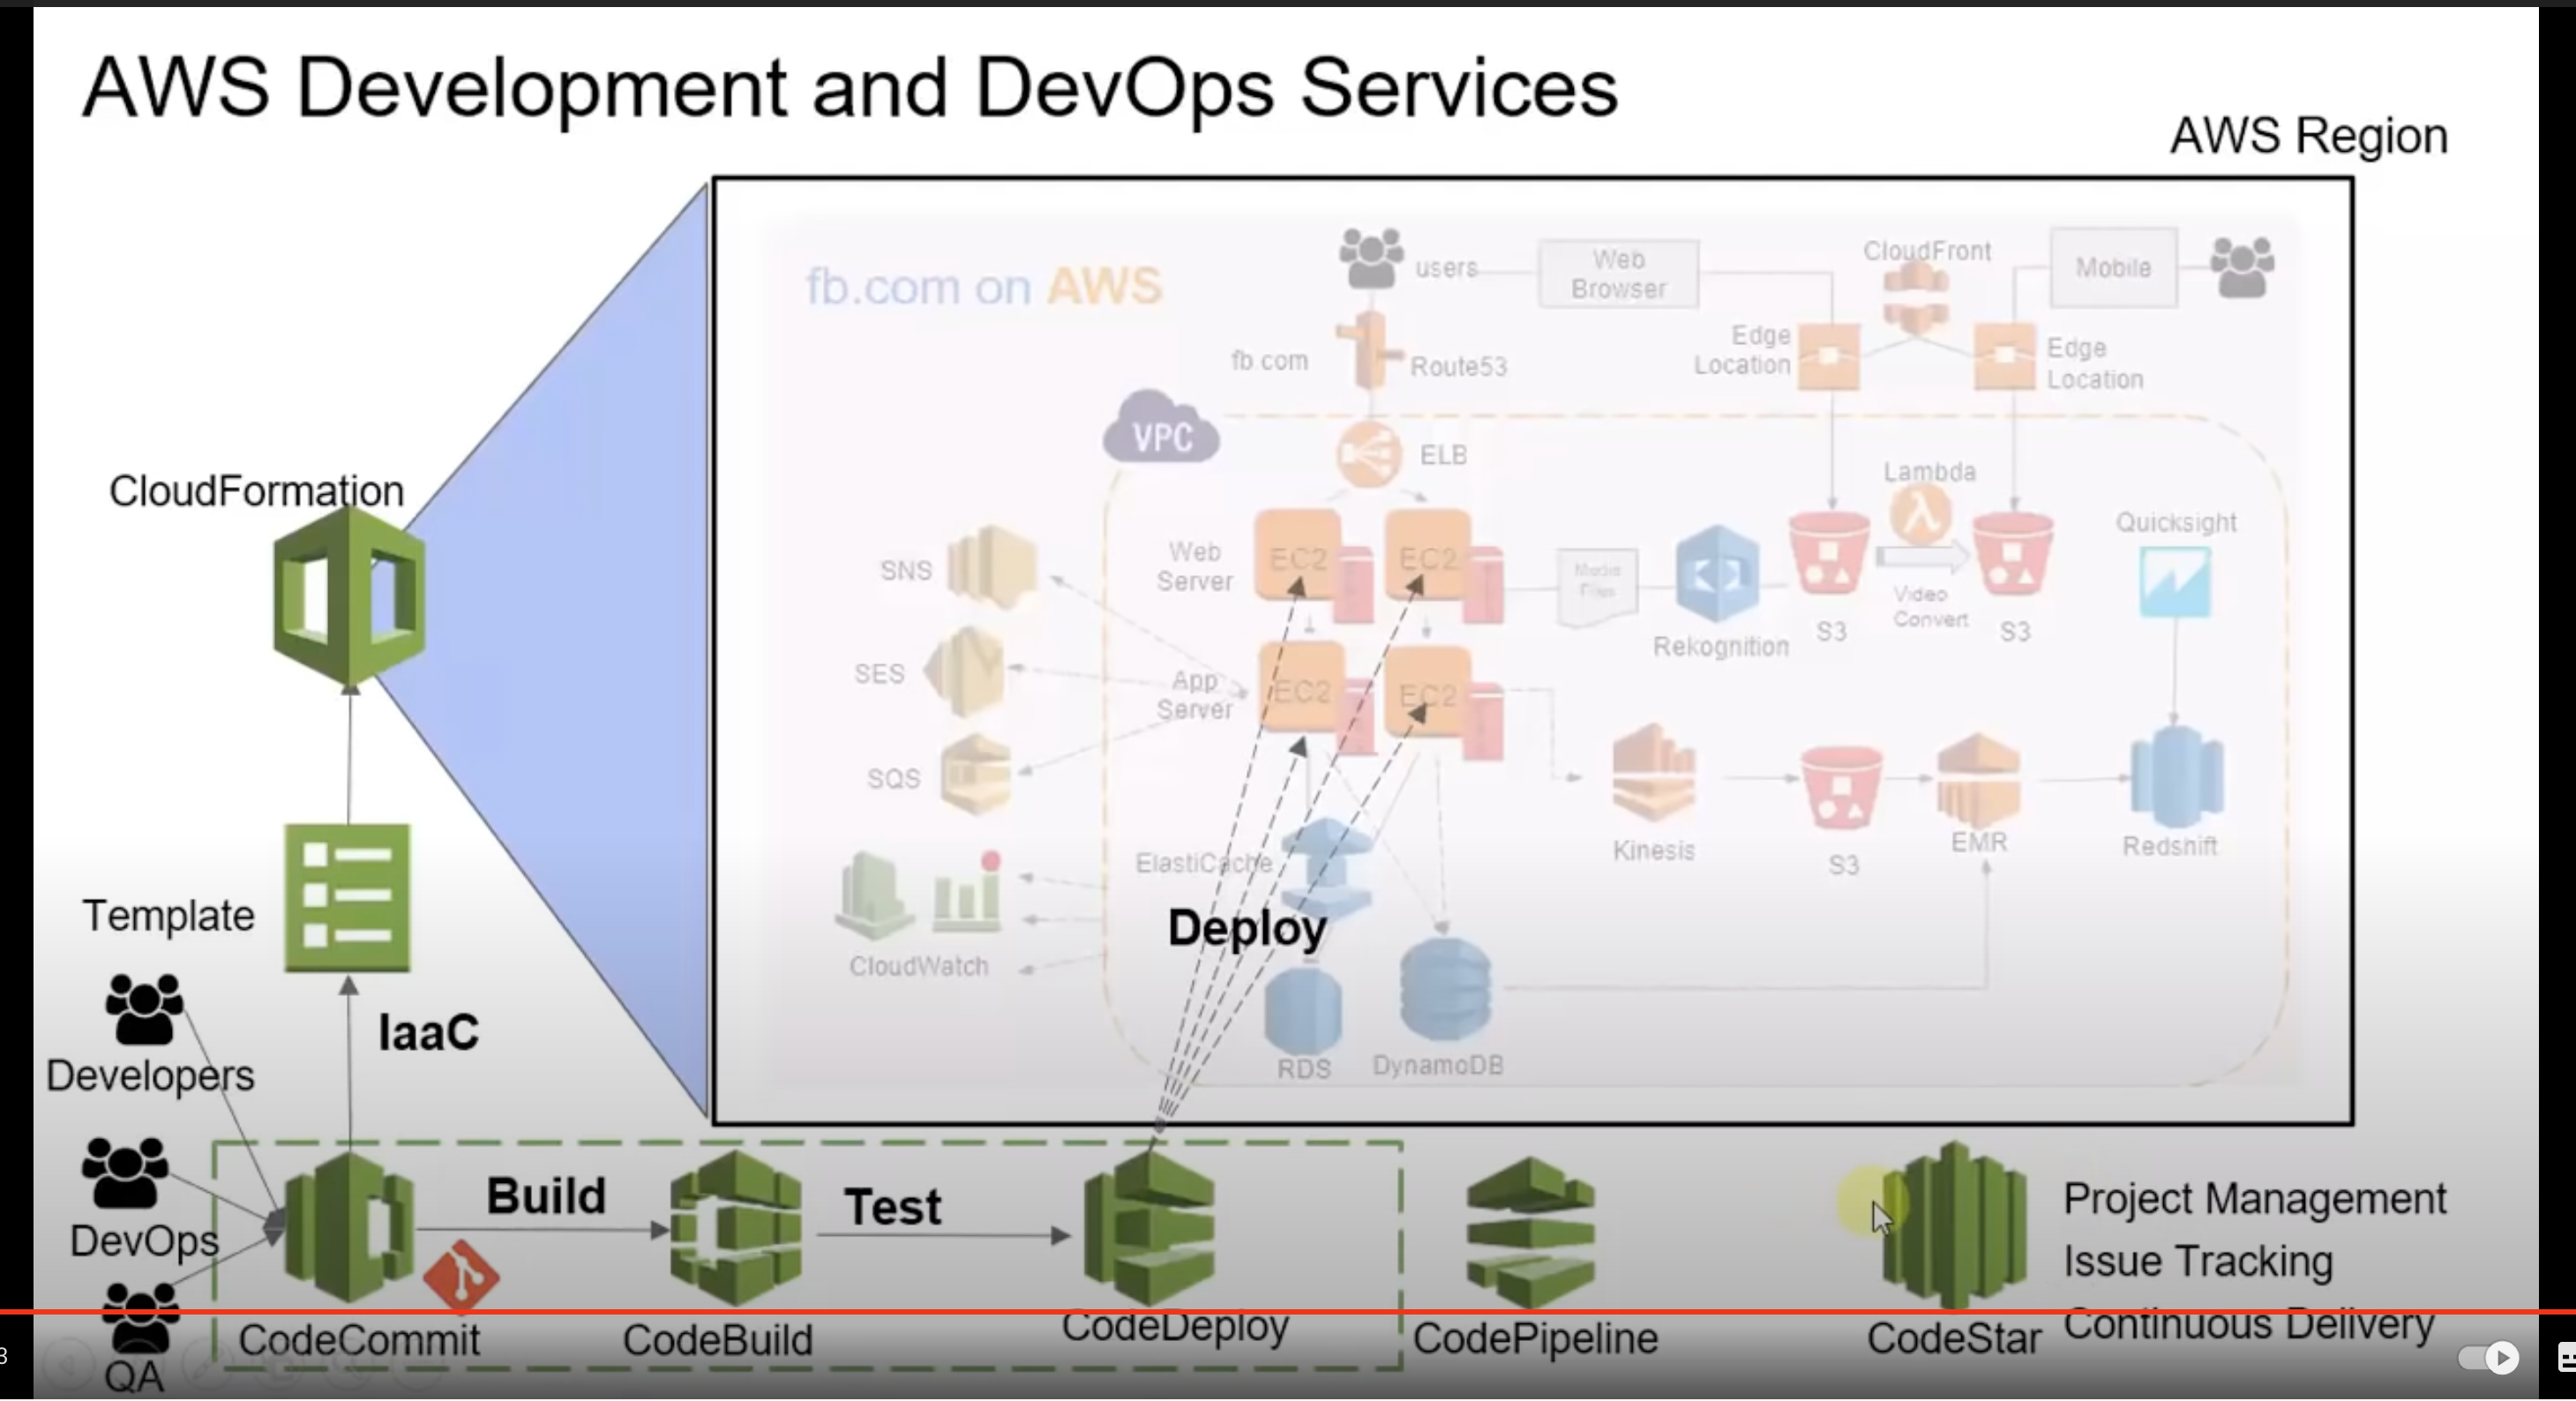 AWS Development and DevOps Services
AWS Region
fb.com on AWS
users
Web
Browser
CloudFront
Mobile
fb.com
Route53
Edge
Location
Edge
Location
VPC
ELB
CloudFormation
Lambda
Quicksight
SNS
Web
Server
EC2
EC2
Media
Files
Rekognition
S3
Video
Convert
S3
SES
App
Server
EC2
EC2
SQS
Kinesis
S3
EMR
Redshift
ElastiCache
Template
Deploy
CloudWatch
RDS
DynamoDB
IaaC
Developers
DevOps
QA
Build
Test
CodeCommit
CodeBuild
CodeDeploy
CodePipeline
CodeStar
Project Management
Issue Tracking
Continuous Delivery
3